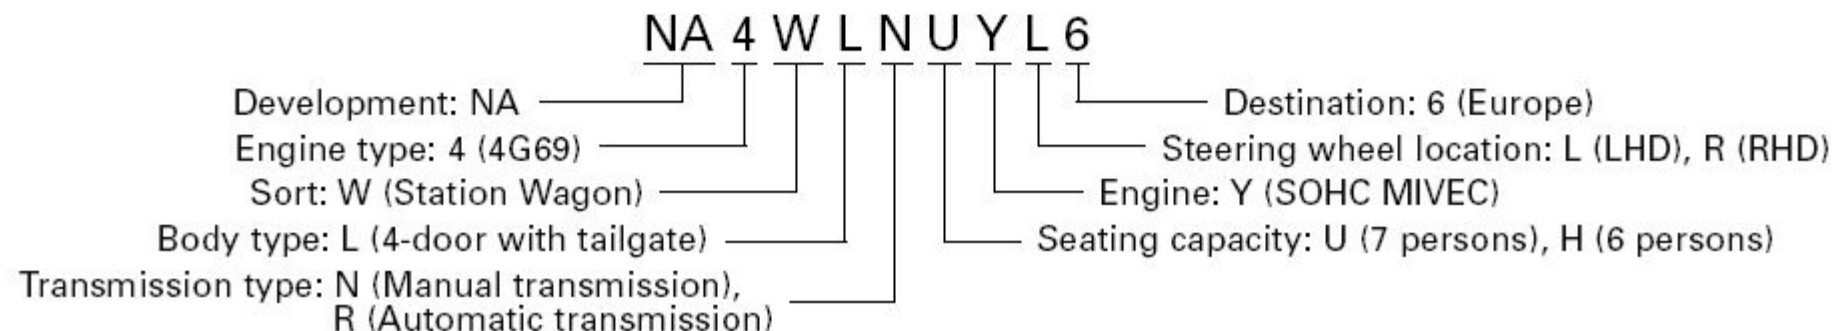 NA 4 W L N U Y L 6
Development: NA
Engine type: 4 (4G69)
Sort: W (Station Wagon)
Body type: L (4-door with tailgate)
Transmission type: N (Manual transmission),
R (Automatic transmission)
Destination: 6 (Europe)
Steering wheel location: L (LHD), R (RHD)
Engine: Y (SOHC MIVEC)
Seating capacity: U (7 persons), H (6 persons)